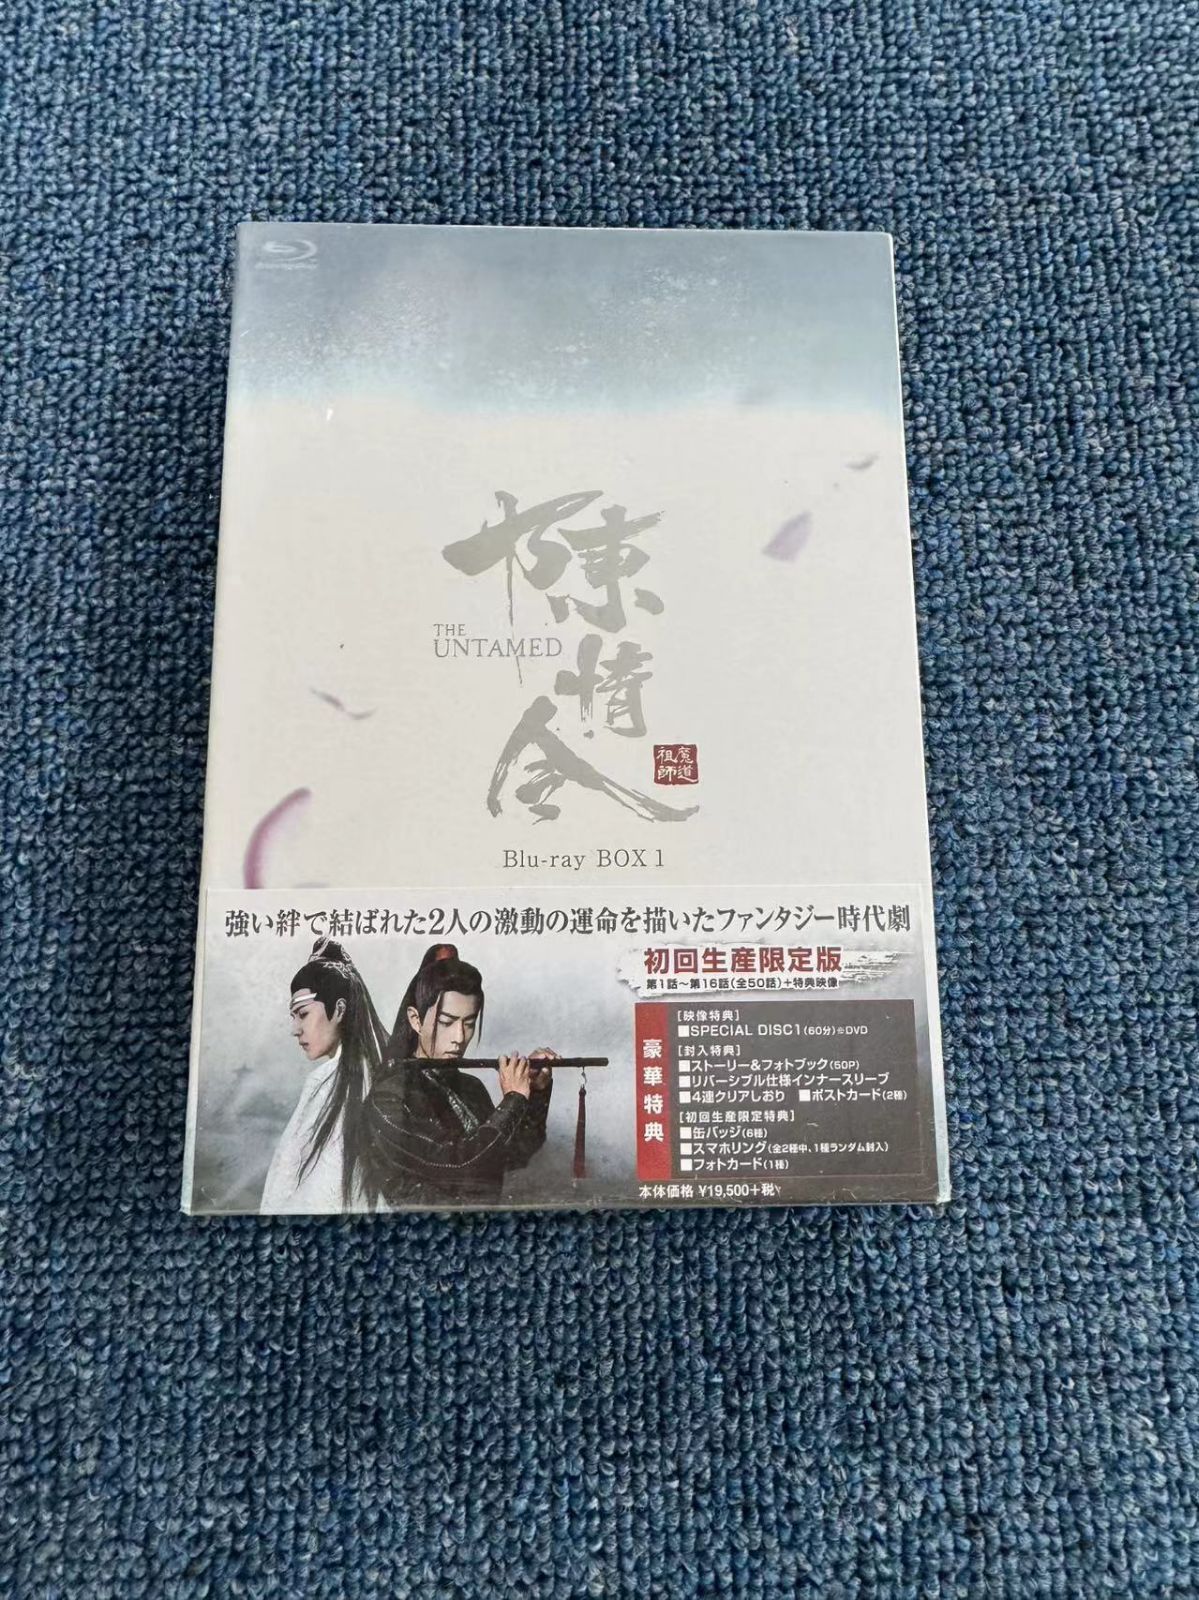 陳情令
THE
UNTAMED
魔道
祖師
Blu-ray BOX 1
強い絆で結ばれた2人の激動の運命を描いたファンタジー時代劇
初回生産限定版
第1話〜第16話(全50話)+特典映像
豪華特典
[映像特典]
■SPECIAL DISC1(60分)※DVD
[封入特典]
■ストーリー&フォトブック(50P)
■リバーシブル仕様インナースリーブ
■4連クリアしおり ■ポストカード(2種)
[初回生産限定特典]
■缶バッジ(6種)
■スマホリング(全2種中、1種ランダム封入)
■フォトカード(1種)
本体価格 ¥19,500+税